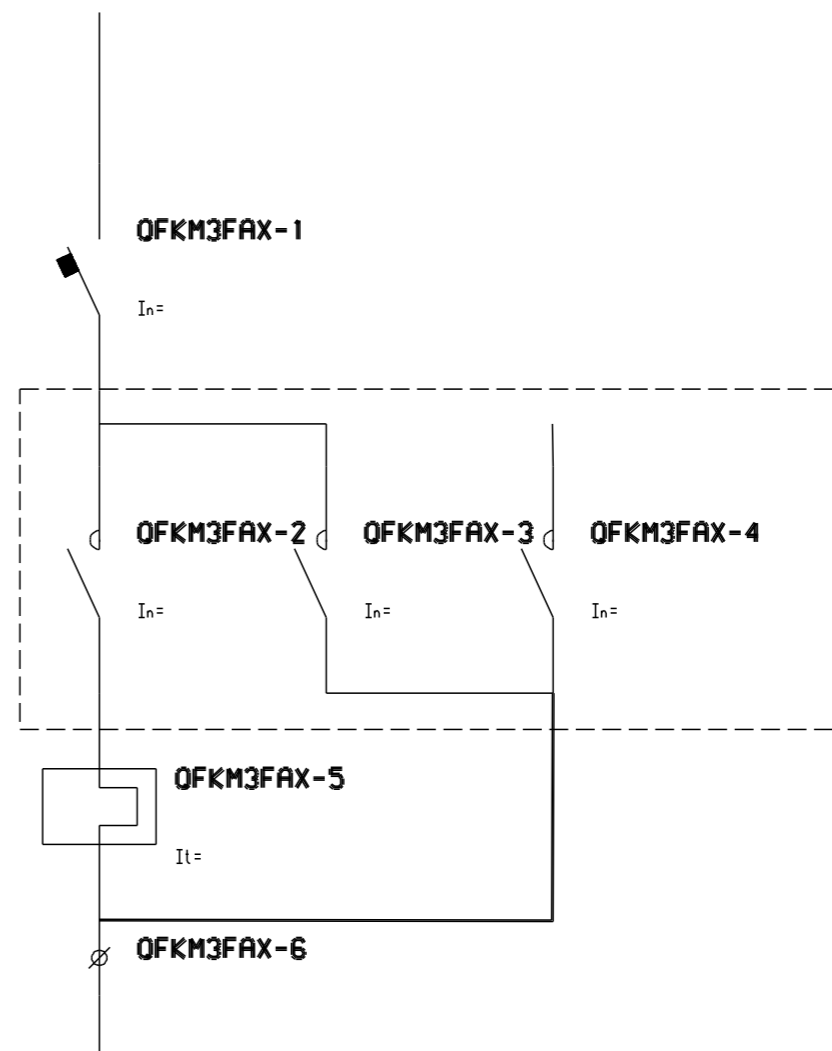 QFKM3FAX-1
In=
QFKM3FAX-2
QFKM3FAX-3
QFKM3FAX-4
In=
In=
In=
QFKM3FAX-5
It=
QFKM3FAX-6